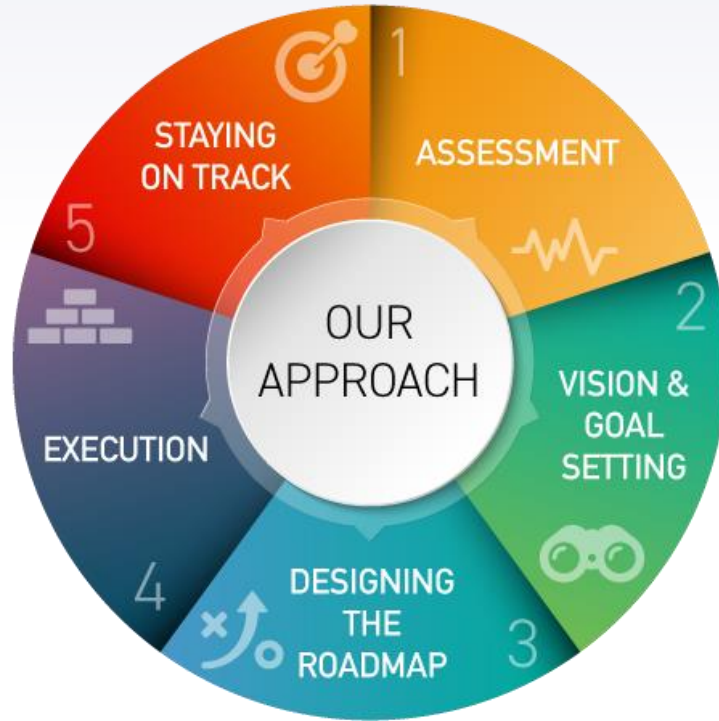 OUR
APPROACH
1
ASSESSMENT
2
VISION &
GOAL
SETTING
3
DESIGNING
THE
ROADMAP
4
EXECUTION
5
STAYING
ON TRACK